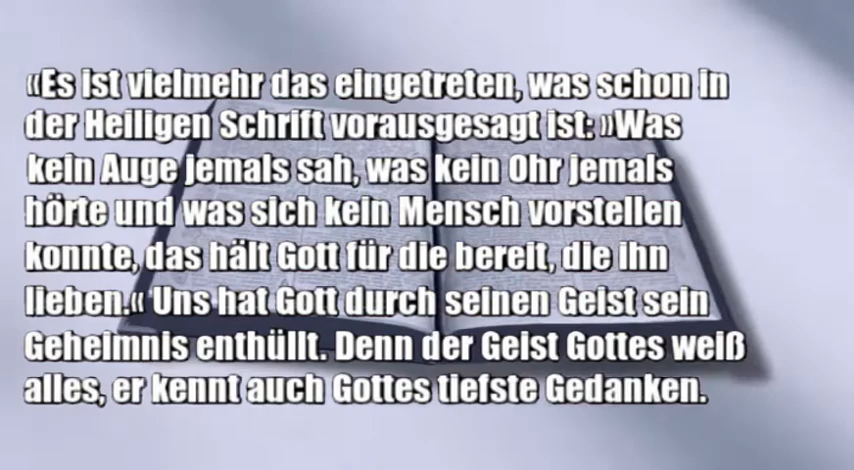 «Es ist vielmehr das eingetreten, was schon in
der Heiligen Schrift vorausgesagt ist: »Was
kein Auge jemals sah, was kein Ohr jemals
hörte und was sich kein Mensch vorstellen
konnte, das hält Gott für die bereit, die ihn
lieben.« Uns hat Gott durch seinen Geist sein
Geheimnis enthüllt. Denn der Geist Gottes weiß
alles, er kennt auch Gottes tiefste Gedanken.